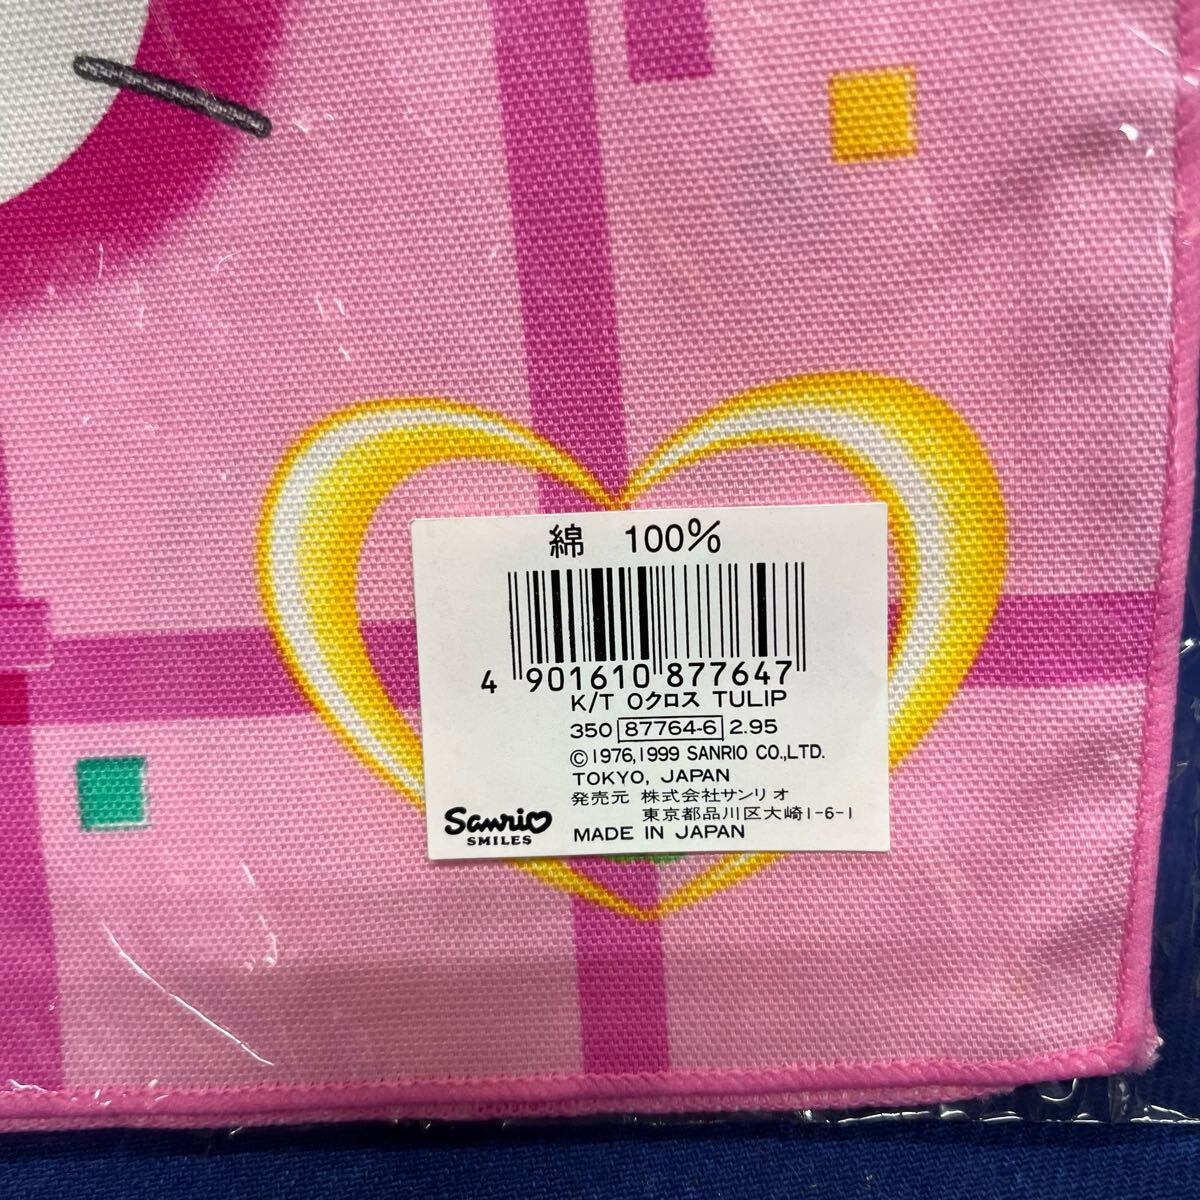 綿 100%
4 901610 877647
K/T Oクロス TULIP
350 87764-6 2.95
©1976,1999 SANRIO CO.,LTD.
TOKYO, JAPAN
発売元 株式会社サンリオ
東京都品川区大崎1-6-1
MADE IN JAPAN
Sanrio
SMILES